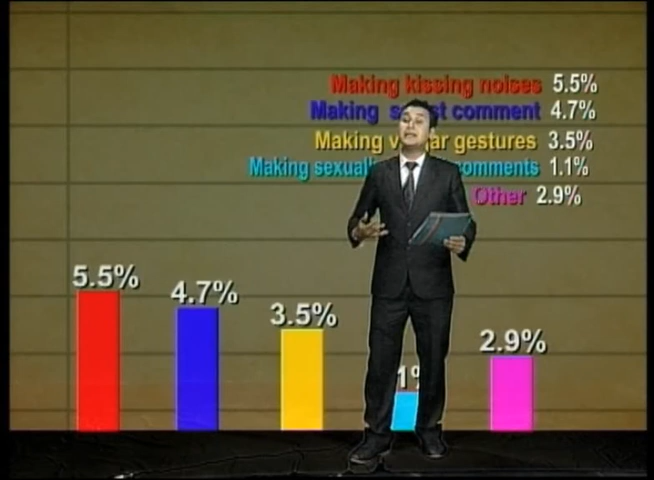 Making kissing noises 5.5%
Making comment 4.7%
Making gestures 3.5%
Making comments 1.1%
Other 2.9%
5.5%
4.7%
3.5%
2.9%